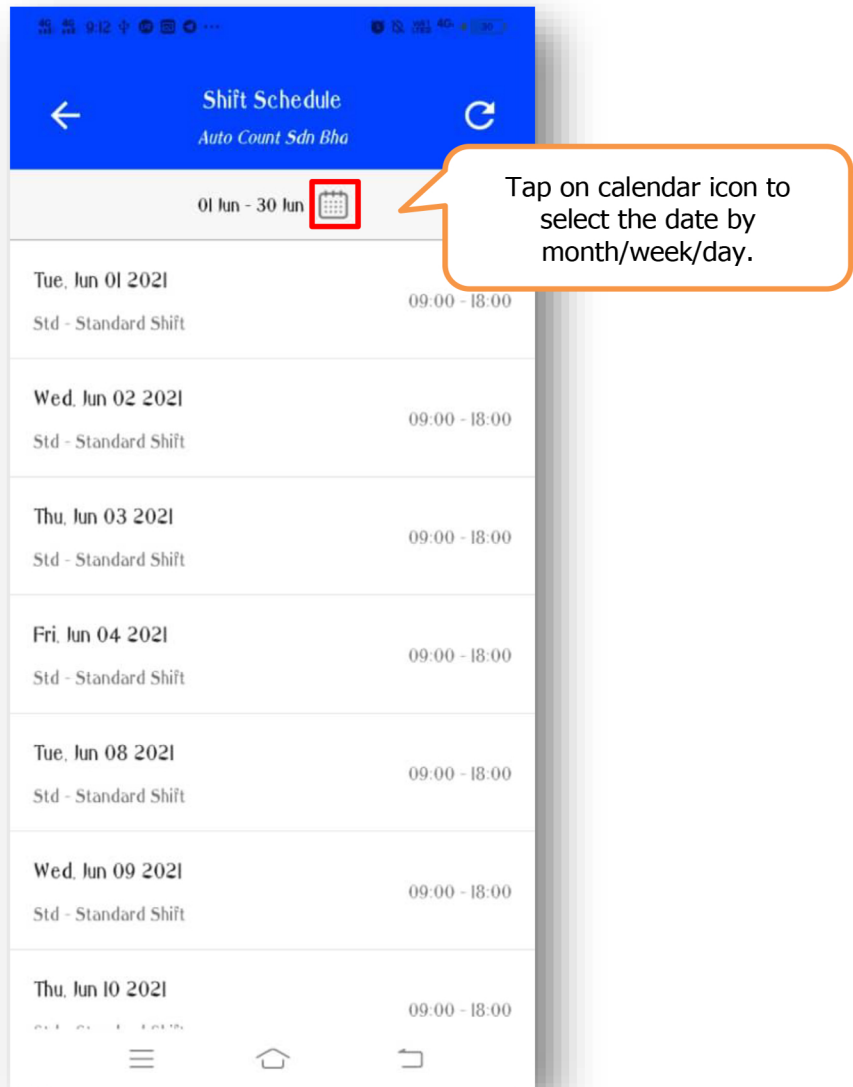 9:12
Shift Schedule
Auto Count Sdn Bhd
01 Jun - 30 Jun
Tap on calendar icon to
select the date by
month/week/day.
Tue, Jun 01 2021
09:00 - 18:00
Std - Standard Shift
Wed, Jun 02 2021
09:00 - 18:00
Std - Standard Shift
Thu, Jun 03 2021
09:00 - 18:00
Std - Standard Shift
Fri, Jun 04 2021
09:00 - 18:00
Std - Standard Shift
Tue, Jun 08 2021
09:00 - 18:00
Std - Standard Shift
Wed, Jun 09 2021
09:00 - 18:00
Std - Standard Shift
Thu, Jun 10 2021
09:00 - 18:00